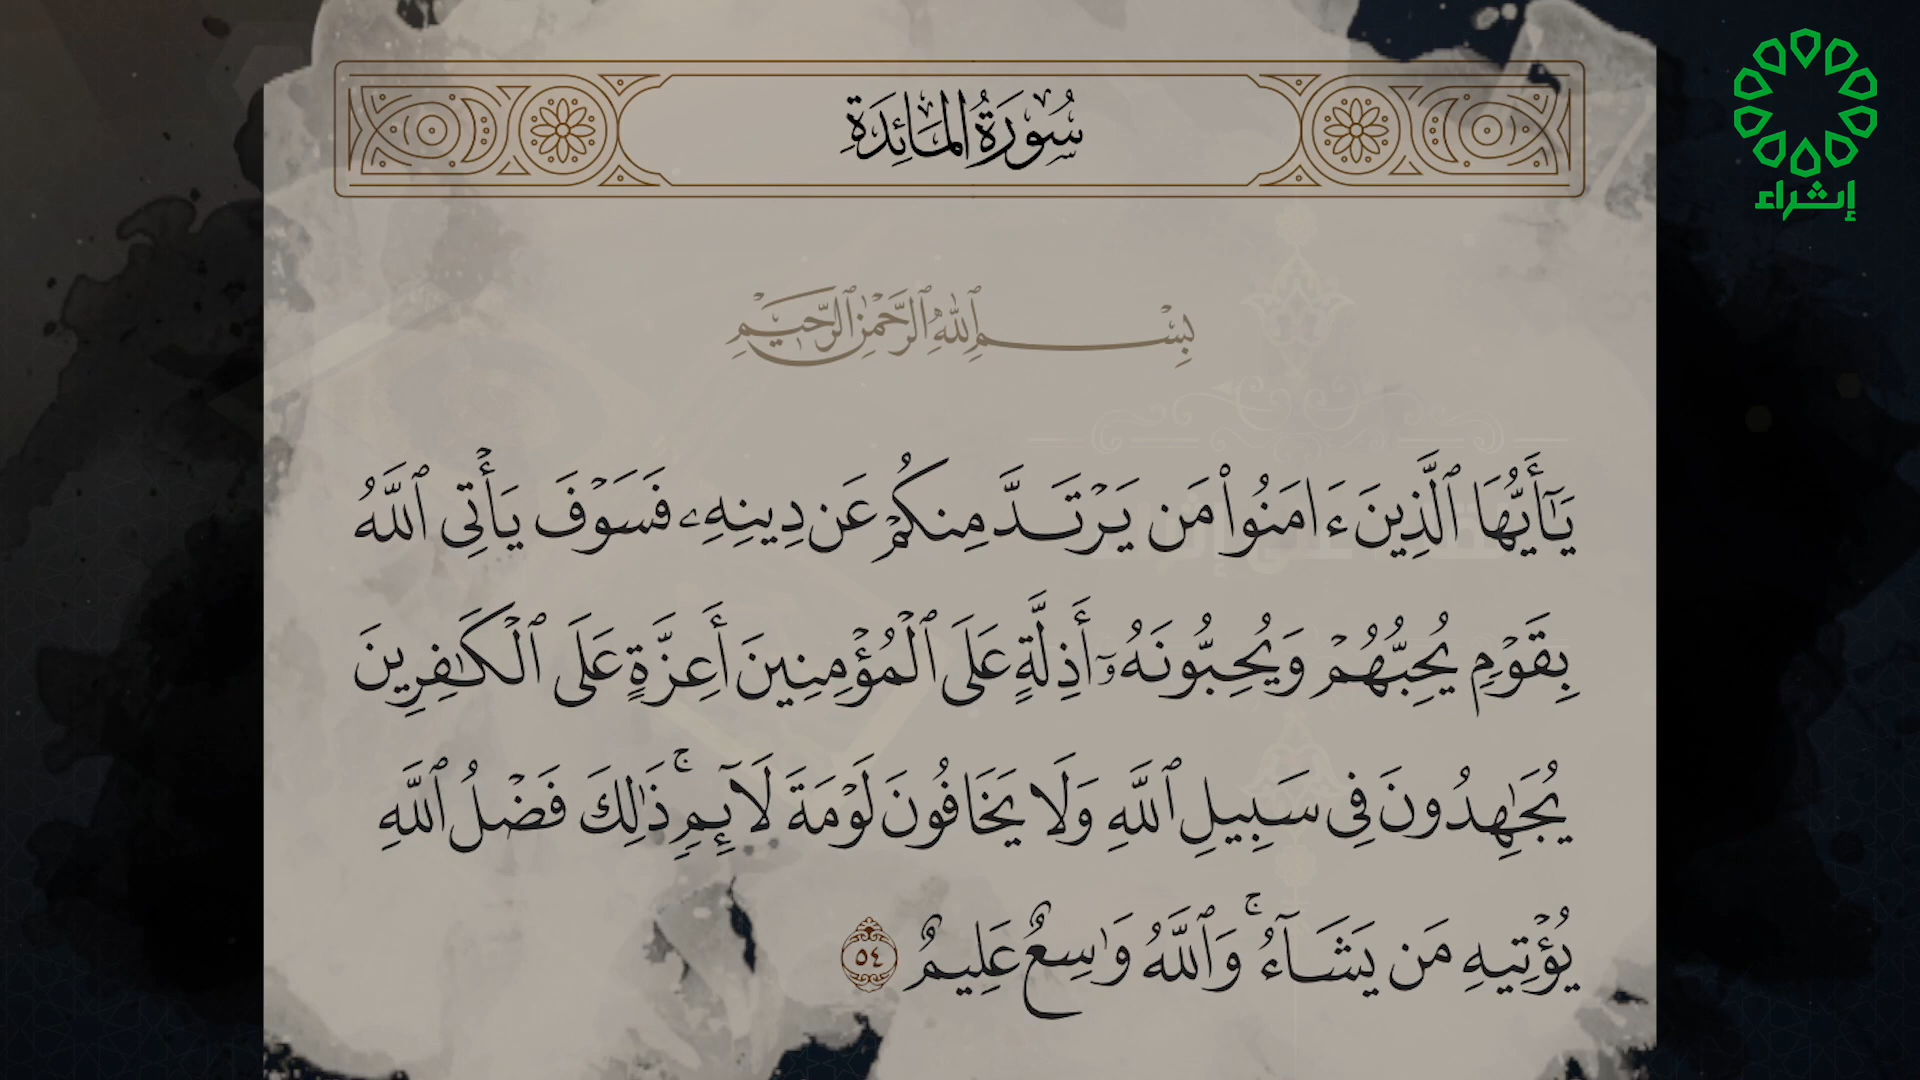 سُورَةُ المَائِدَةِ
إثراء
بِسْمِ ٱللَّهِ ٱلرَّحْمَٰنِ ٱلرَّحِيمِ
يَٰٓأَيُّهَا ٱلَّذِينَ ءَامَنُوا۟ مَن يَرْتَدَّ مِنكُمْ عَن دِينِهِۦ فَسَوْفَ يَأْتِى ٱللَّهُ
بِقَوْمٍ يُحِبُّهُمْ وَيُحِبُّونَهُۥٓ أَذِلَّةٍ عَلَى ٱلْمُؤْمِنِينَ أَعِزَّةٍ عَلَى ٱلْكَٰفِرِينَ
يُجَٰهِدُونَ فِى سَبِيلِ ٱللَّهِ وَلَا يَخَافُونَ لَوْمَةَ لَآئِمٍ ۚ ذَٰلِكَ فَضْلُ ٱللَّهِ
يُؤْتِيهِ مَن يَشَآءُ ۚ وَٱللَّهُ وَٰسِعٌ عَلِيمٌ ٥٤